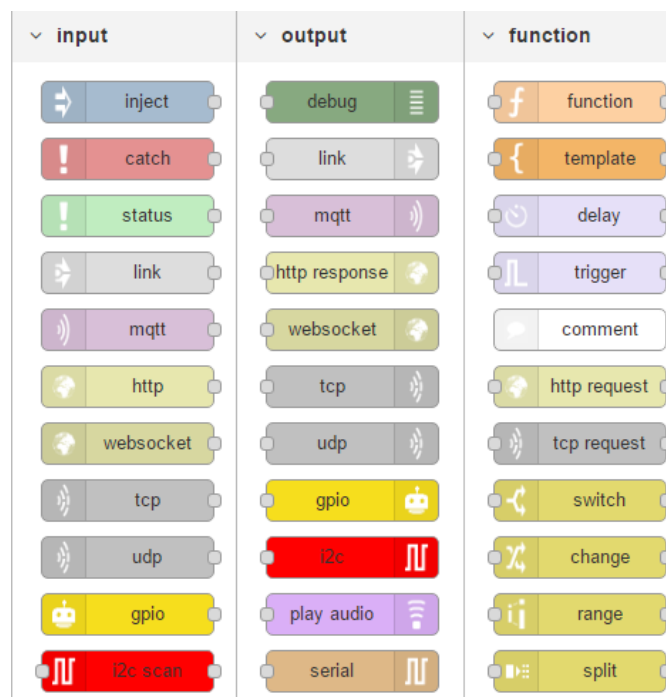 input
inject
catch
status
link
mqtt
http
websocket
tcp
udp
gpio
i2c scan
output
debug
link
mqtt
http response
websocket
tcp
udp
gpio
i2c
play audio
serial
function
function
template
delay
trigger
comment
http request
tcp request
switch
change
range
split